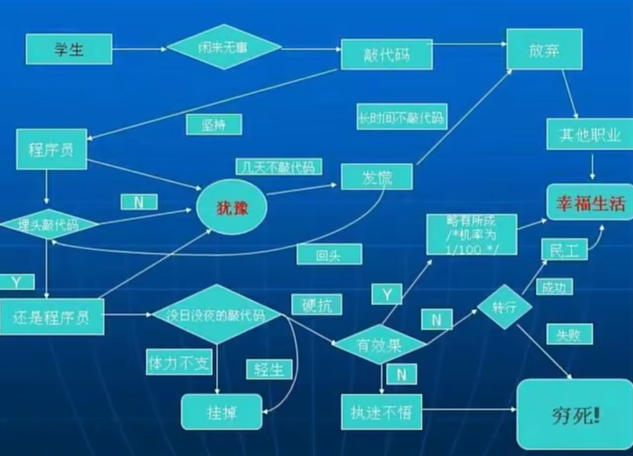 学生
闲来无事
敲代码
放弃
坚持
长时间不敲代码
其他职业
程序员
几天不敲代码
发慌
N
犹豫
幸福生活
埋头敲代码
略有所成
/*机率为
1/100 */
民工
回头
Y
成功
还是程序员
没日没夜的敲代码
硬抗
Y
N
转行
有效果
失败
体力不支
轻生
N
挂掉
执迷不悟
穷死!